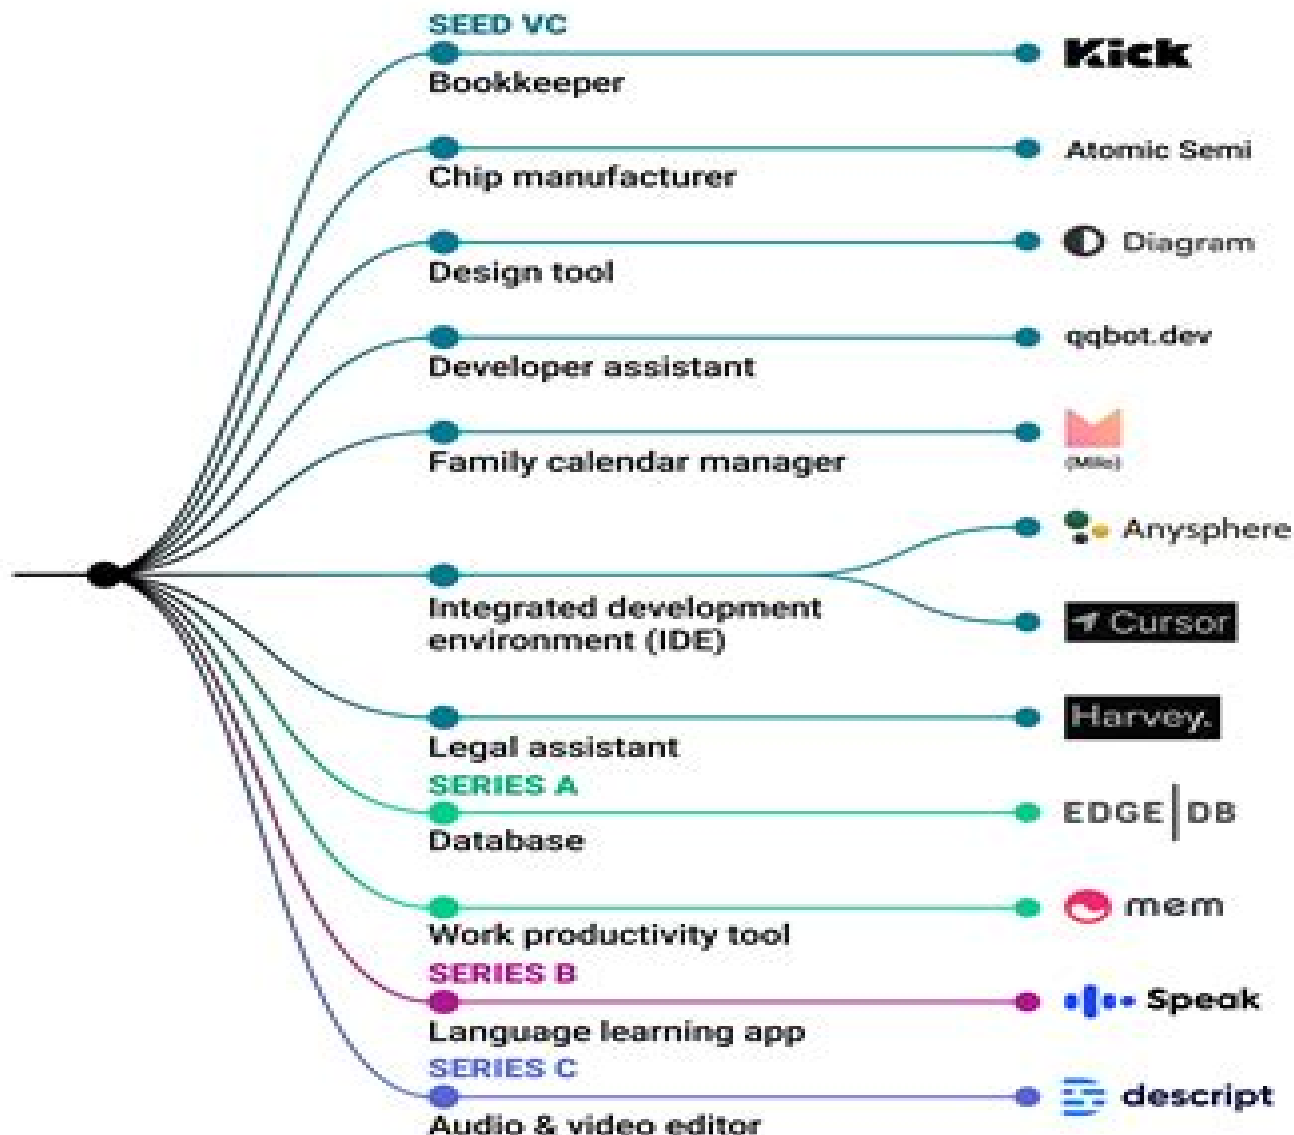 SEED VC
Kick
Bookkeeper
Atomic Semi
Chip manufacturer
Diagram
Design tool
qqbot.dev
Developer assistant
Family calendar manager
(Milo)
Anysphere
Integrated development
environment (IDE)
Cursor
Harvey.
Legal assistant
SERIES A
EDGE|DB
Database
mem
Work productivity tool
SERIES B
Speak
Language learning app
SERIES C
descript
Audio & video editor